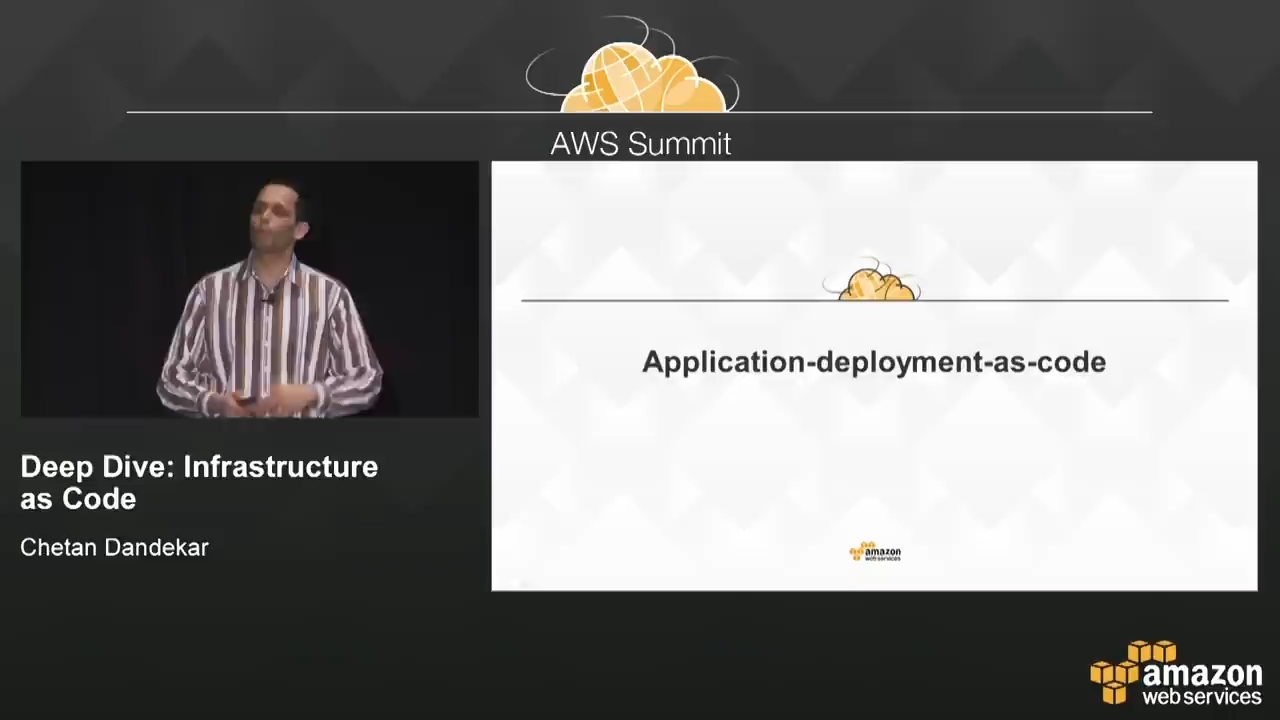 AWS Summit
Application-deployment-as-code
amazon
web services
Deep Dive: Infrastructure
as Code
Chetan Dandekar
amazon
web services